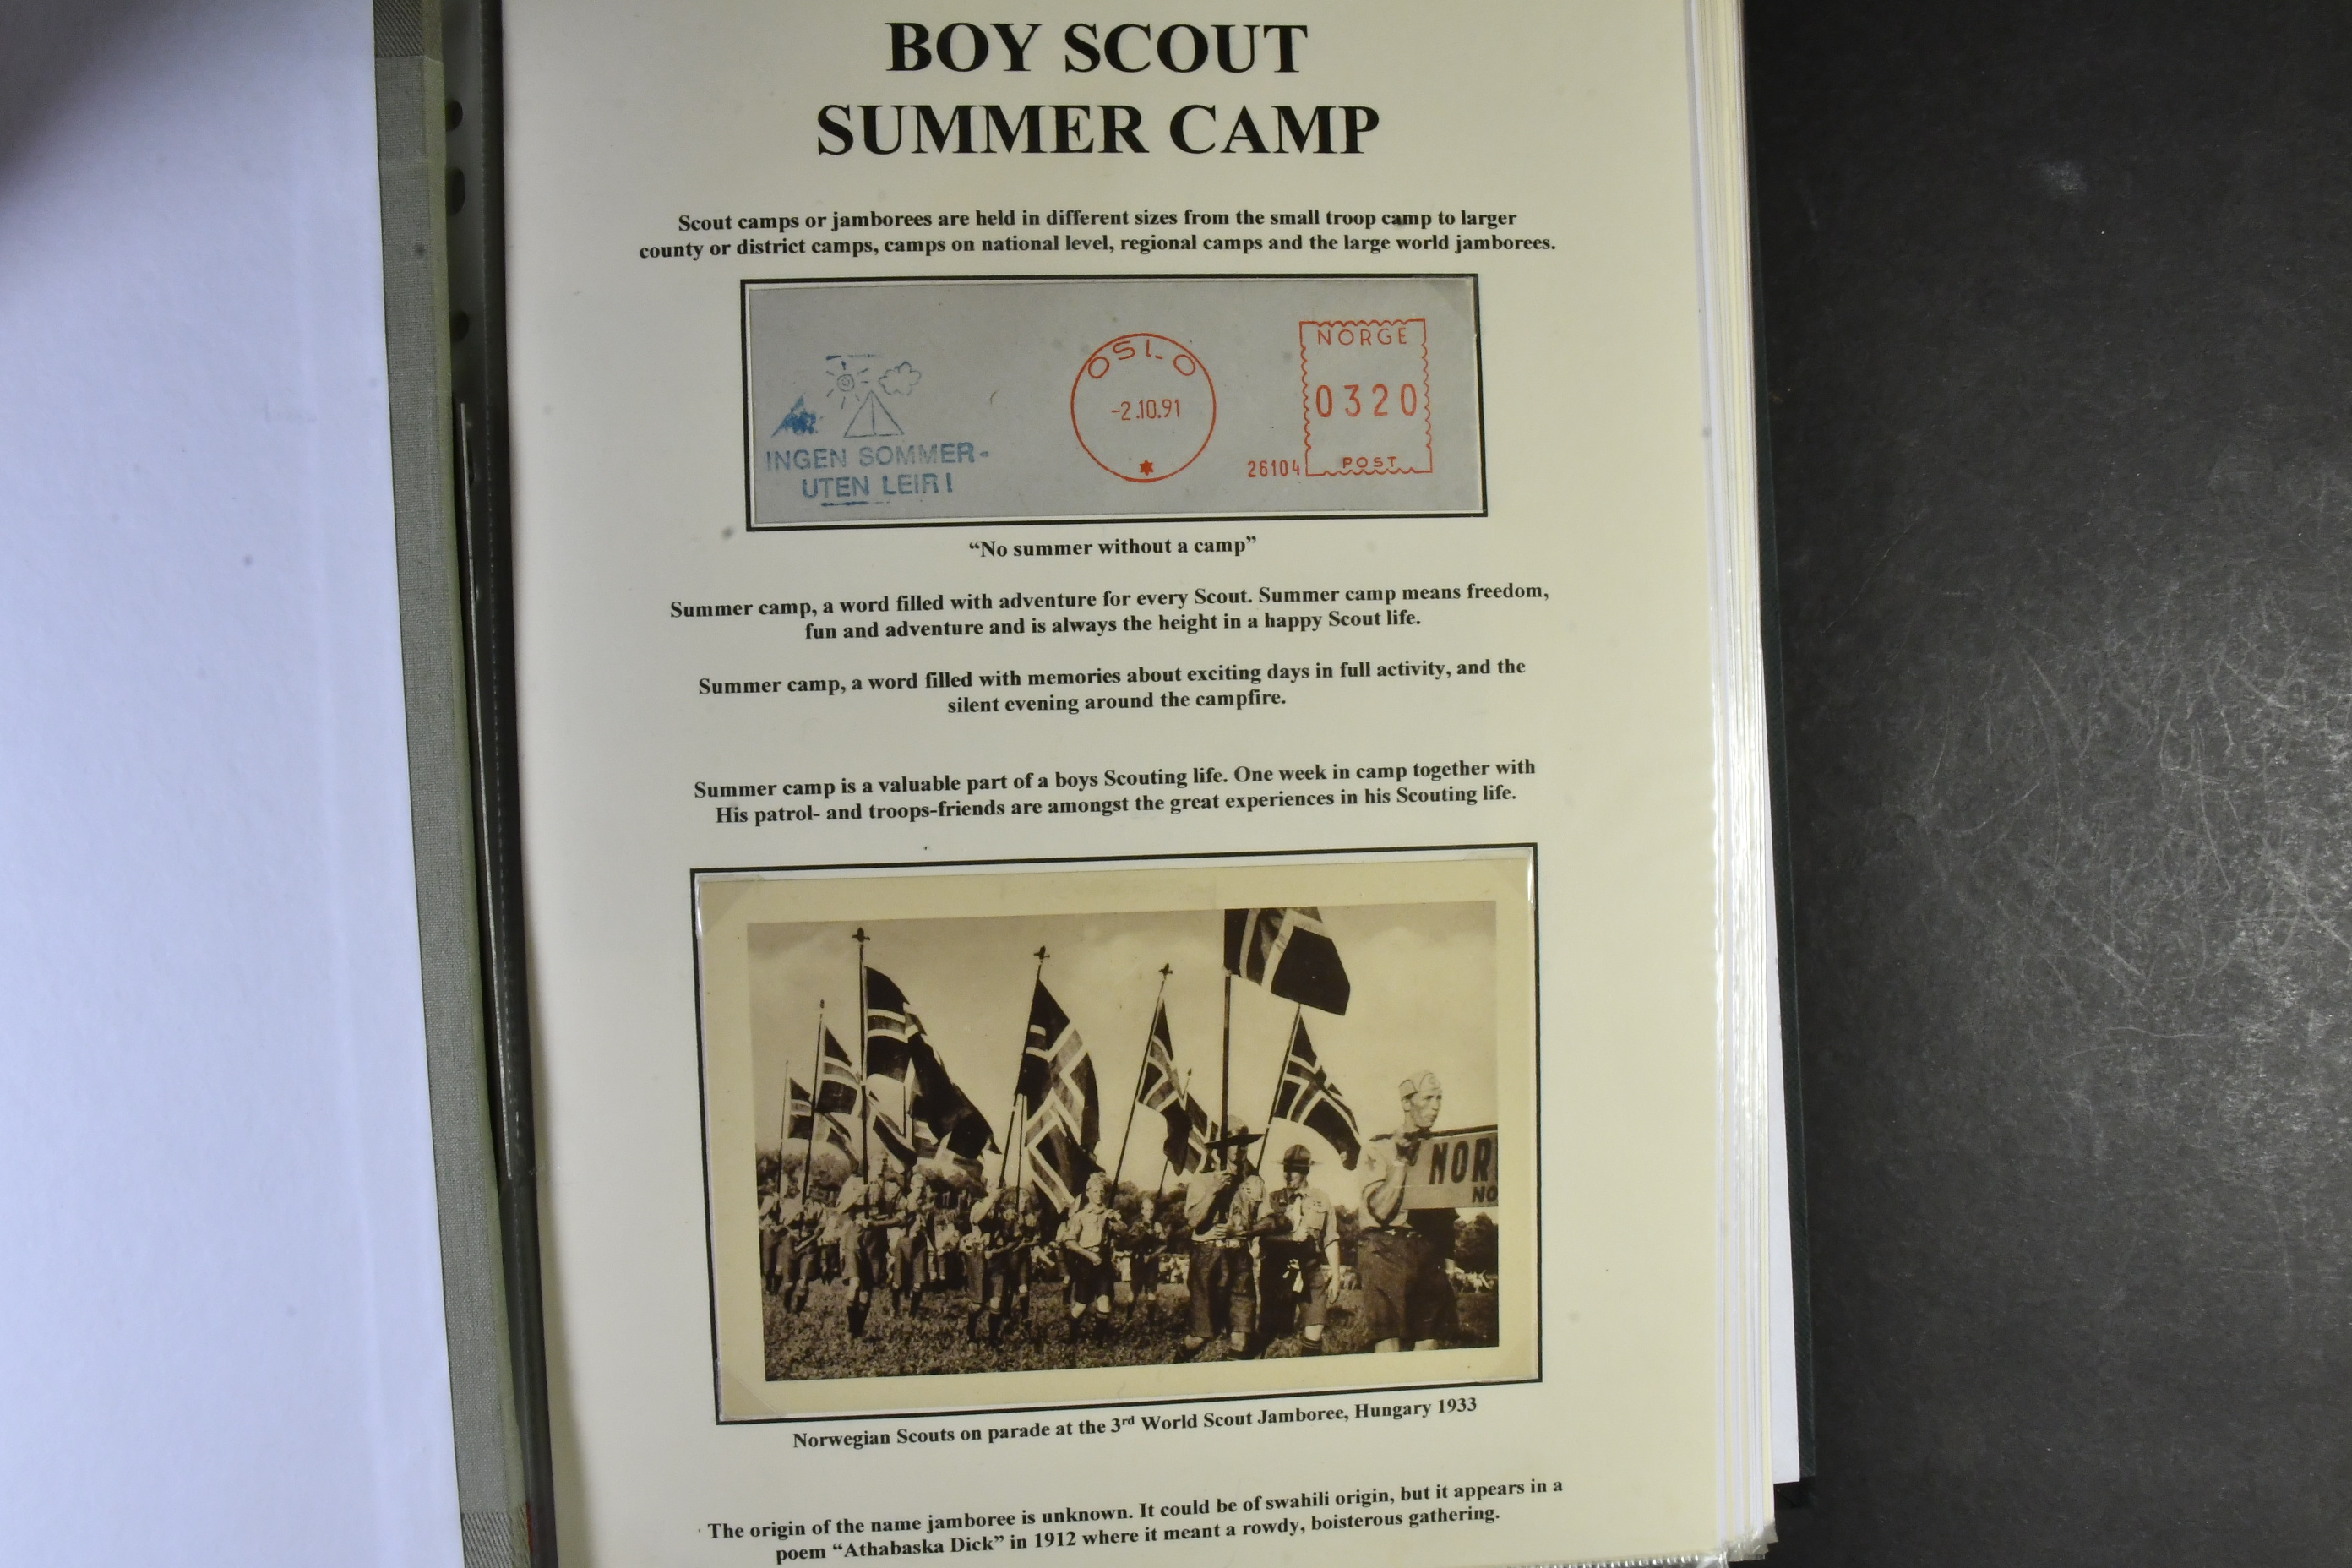 BOY SCOUT
SUMMER CAMP
Scout camps or jamborees are held in different sizes from the small troop camp to larger
county or district camps, camps on national level, regional camps and the large world jamborees.
INGEN SOMMER-
UTEN LEIR!
OSLO
-2.10.91
NORGE
0320
26104
POST
“No summer without a camp”
Summer camp, a word filled with adventure for every Scout. Summer camp means freedom,
fun and adventure and is always the height in a happy Scout life.
Summer camp, a word filled with memories about exciting days in full activity, and the
silent evening around the campfire.
Summer camp is a valuable part of a boys Scouting life. One week in camp together with
His patrol- and troops-friends are amongst the great experiences in his Scouting life.
NOR
NO
Norwegian Scouts on parade at the 3rd World Scout Jamboree, Hungary 1933
The origin of the name jamboree is unknown. It could be of swahili origin, but it appears in a
poem “Athabaska Dick” in 1912 where it meant a rowdy, boisterous gathering.